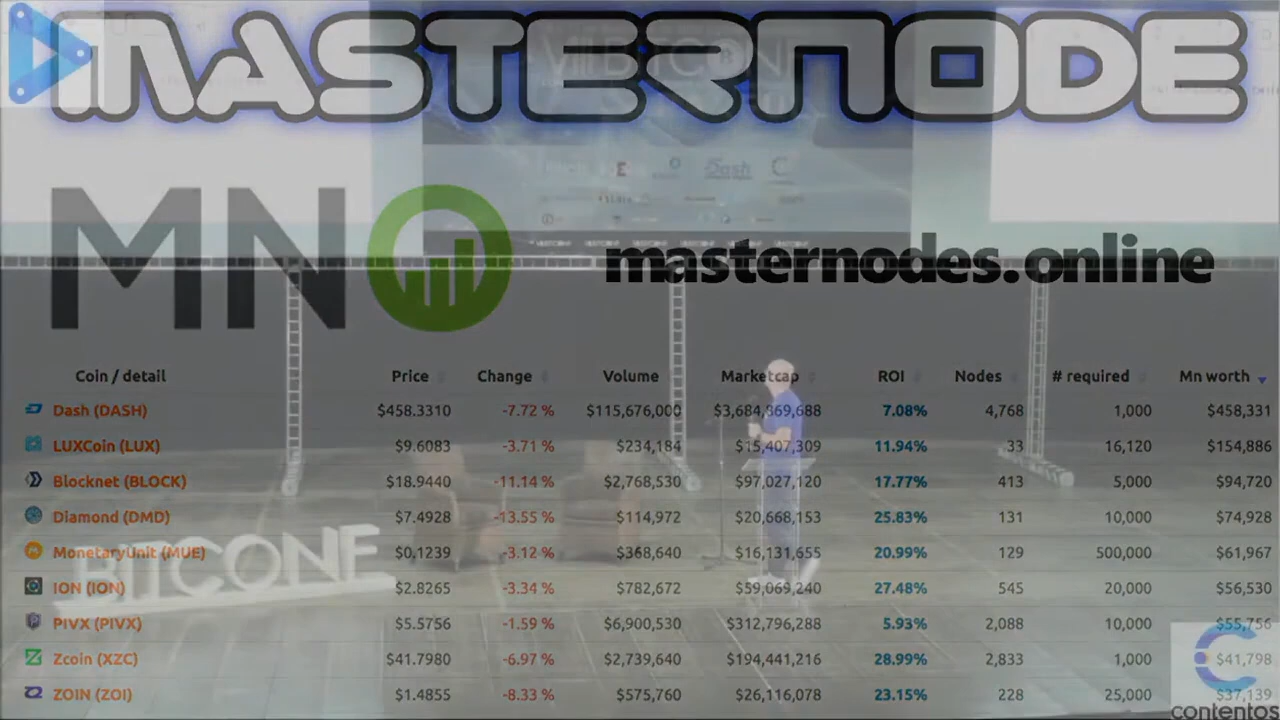 MASTERNODE
MN
masternodes.online
Coin / detail Price Change Volume Marketcap ROI Nodes # required Mn worth
Dash (DASH) $458.3310 -7.72 % $115,676,000 $3,684,869,688 7.08% 4,768 1,000 $458,331
LUXCoin (LUX) $9.6083 -3.71 % $234,184 $15,407,309 11.94% 33 16,120 $154,886
Blocknet (BLOCK) $18.9440 -11.14 % $2,768,530 $97,027,120 17.77% 413 5,000 $94,720
Diamond (DMD) $7.4928 -13.55 % $114,972 $20,668,153 25.83% 131 10,000 $74,928
MonetaryUnit (MUE) $0.1239 -3.12 % $368,640 $16,131,655 20.99% 129 500,000 $61,967
ION (ION) $2.8265 -3.34 % $782,672 $59,069,240 27.48% 545 20,000 $56,530
PIVX (PIVX) $5.5756 -1.59 % $6,900,530 $312,796,288 5.93% 2,088 10,000 $55,756
Zcoin (XZC) $41.7980 -6.97 % $2,739,640 $194,441,216 28.99% 2,833 1,000 $41,798
ZOIN (ZOI) $1.4855 -8.33 % $575,760 $26,116,078 23.15% 228 25,000 $37,139
BITCONF
Dash
contentos